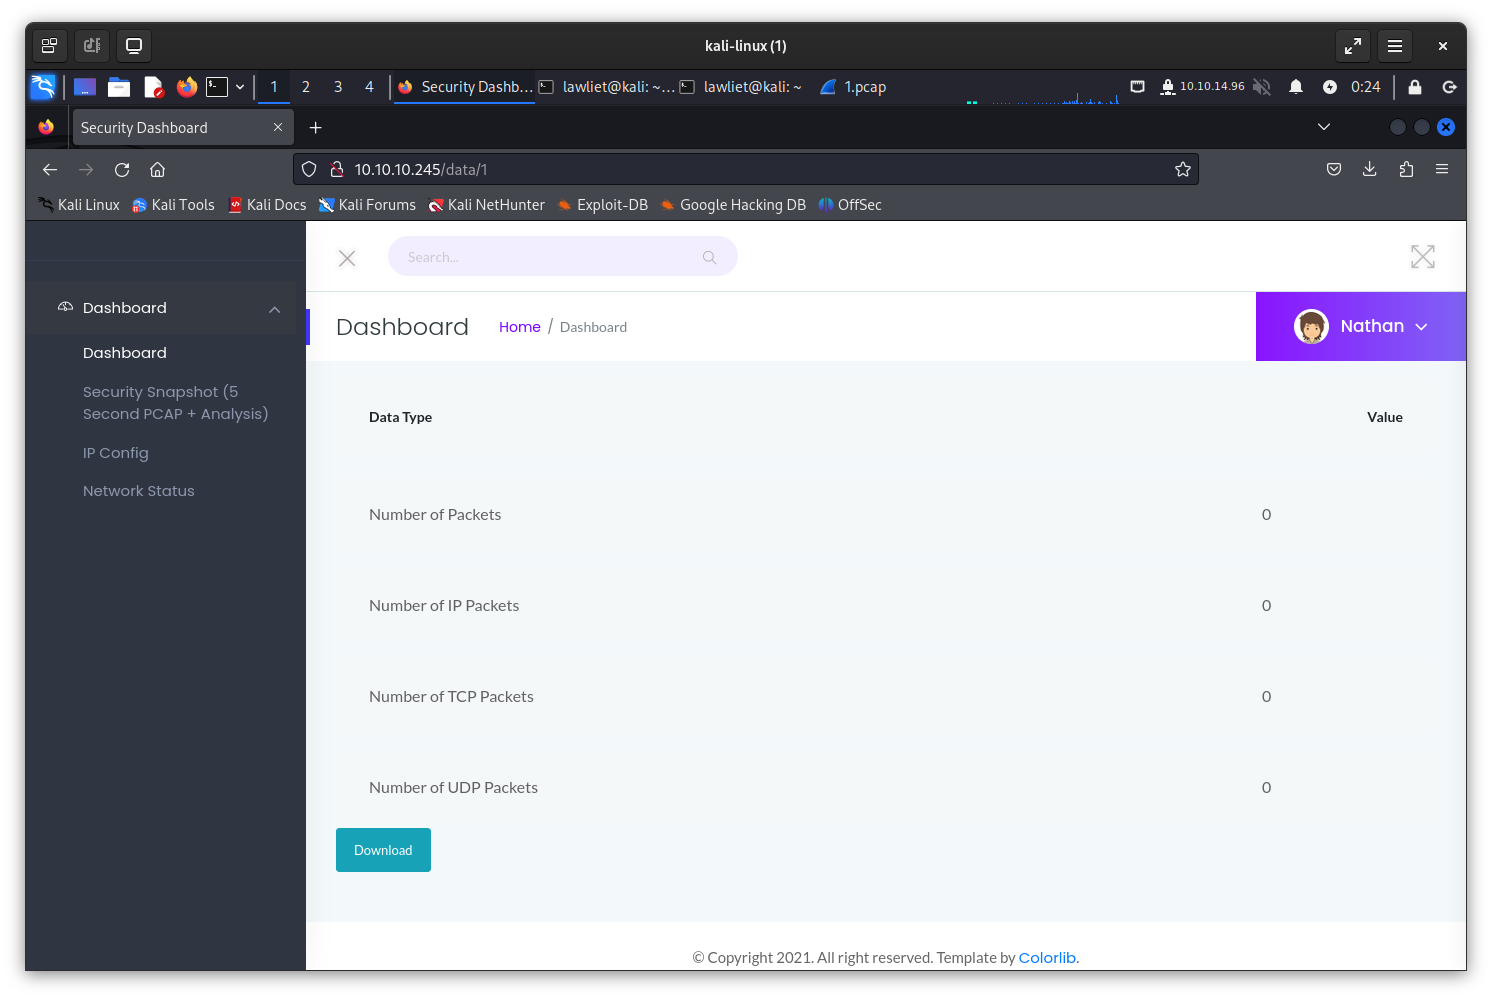 kali-linux (1)
1 2 3 4 Security Dashb... lawliet@kali: ~... lawliet@kali: ~ 1.pcap 10.10.14.96 0:24
Security Dashboard
10.10.10.245/data/1
Kali Linux Kali Tools Kali Docs Kali Forums Kali NetHunter Exploit-DB Google Hacking DB OffSec
Search...
Dashboard
Dashboard
Security Snapshot (5
Second PCAP + Analysis)
IP Config
Network Status
Dashboard Home / Dashboard Nathan
Data Type Value
Number of Packets 0
Number of IP Packets 0
Number of TCP Packets 0
Number of UDP Packets 0
Download
© Copyright 2021. All right reserved. Template by Colorlib.